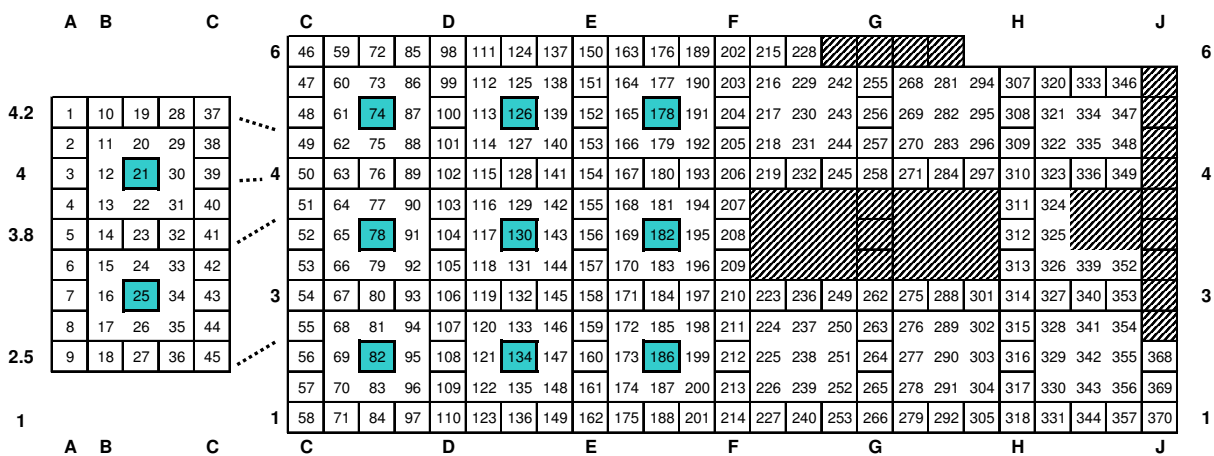 A B C C D E F G H J
6 46 59 72 85 98 111 124 137 150 163 176 189 202 215 228 6
47 60 73 86 99 112 125 138 151 164 177 190 203 216 229 242 255 268 281 294 307 320 333 346
4.2 1 10 19 28 37 48 61 74 87 100 113 126 139 152 165 178 191 204 217 230 243 256 269 282 295 308 321 334 347
2 11 20 29 38 49 62 75 88 101 114 127 140 153 166 179 192 205 218 231 244 257 270 283 296 309 322 335 348
4 3 12 21 30 39 4 50 63 76 89 102 115 128 141 154 167 180 193 206 219 232 245 258 271 284 297 310 323 336 349 4
4 13 22 31 40 51 64 77 90 103 116 129 142 155 168 181 194 207 311 324
3.8 5 14 23 32 41 52 65 78 91 104 117 130 143 156 169 182 195 208 312 325
6 15 24 33 42 53 66 79 92 105 118 131 144 157 170 183 196 209 313 326 339 352
7 16 25 34 43 3 54 67 80 93 106 119 132 145 158 171 184 197 210 223 236 249 262 275 288 301 314 327 340 353 3
8 17 26 35 44 55 68 81 94 107 120 133 146 159 172 185 198 211 224 237 250 263 276 289 302 315 328 341 354
2.5 9 18 27 36 45 56 69 82 95 108 121 134 147 160 173 186 199 212 225 238 251 264 277 290 303 316 329 342 355 368
57 70 83 96 109 122 135 148 161 174 187 200 213 226 239 252 265 278 291 304 317 330 343 356 369
1 1 58 71 84 97 110 123 136 149 162 175 188 201 214 227 240 253 266 279 292 305 318 331 344 357 370 1
A B C C D E F G H J